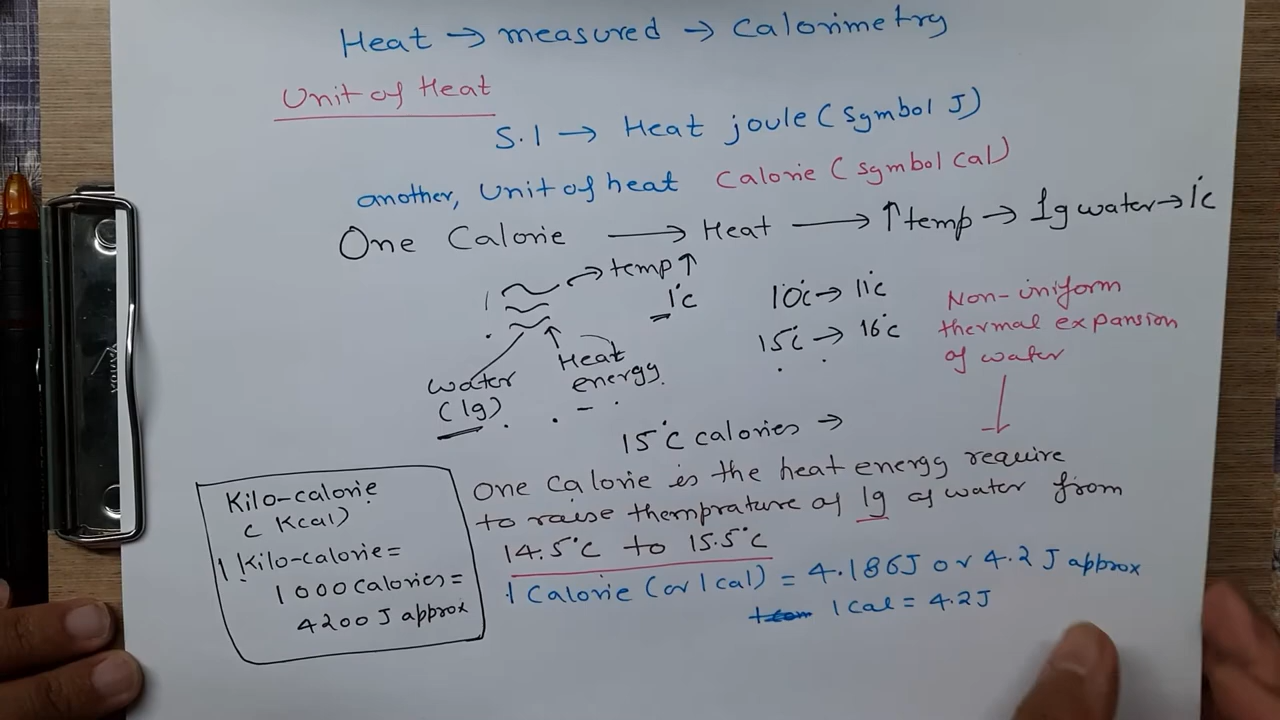 Heat → measured → Calorimetry
Unit of Heat
S.I → Heat joule (symbol J)
another, Unit of heat Calorie (symbol Cal)
One Calorie → Heat → ↑ temp → 1g water → 1°c
→ temp ↑
1°c
10°c → 11°c
15°c → 16°c
Non-uniform
thermal expansion
of water
Water
(1g)
Heat
energy
15°C calories →
One Calorie is the heat energy require
to raise themprature of 1g of water from
14.5°C to 15.5°C
1 Calorie (or 1 cal) = 4.186J or 4.2 J approx
1 Cal = 4.2J
Kilo-calorie
( Kcal)
1 Kilo-calorie =
1000 Calories =
4200 J approx